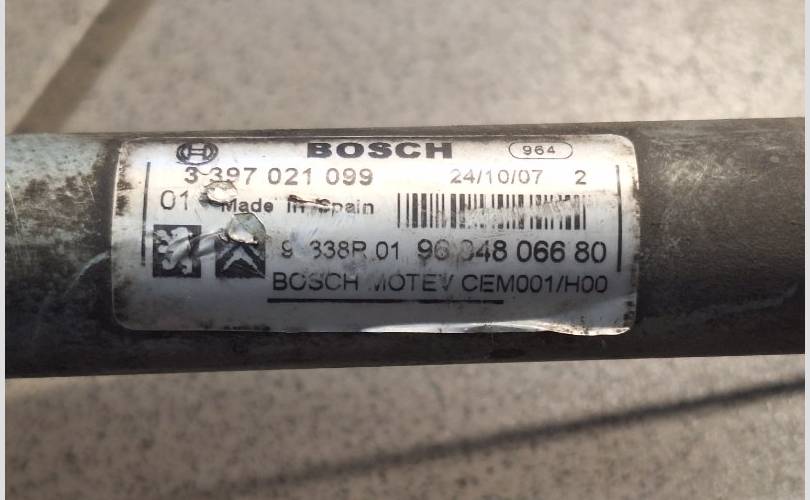 BOSCH 964
3 397 021 099 24/10/07 2
01 Made in Spain
338R 01 96 848 066 80
BOSCH MOTEV CEM001/H00